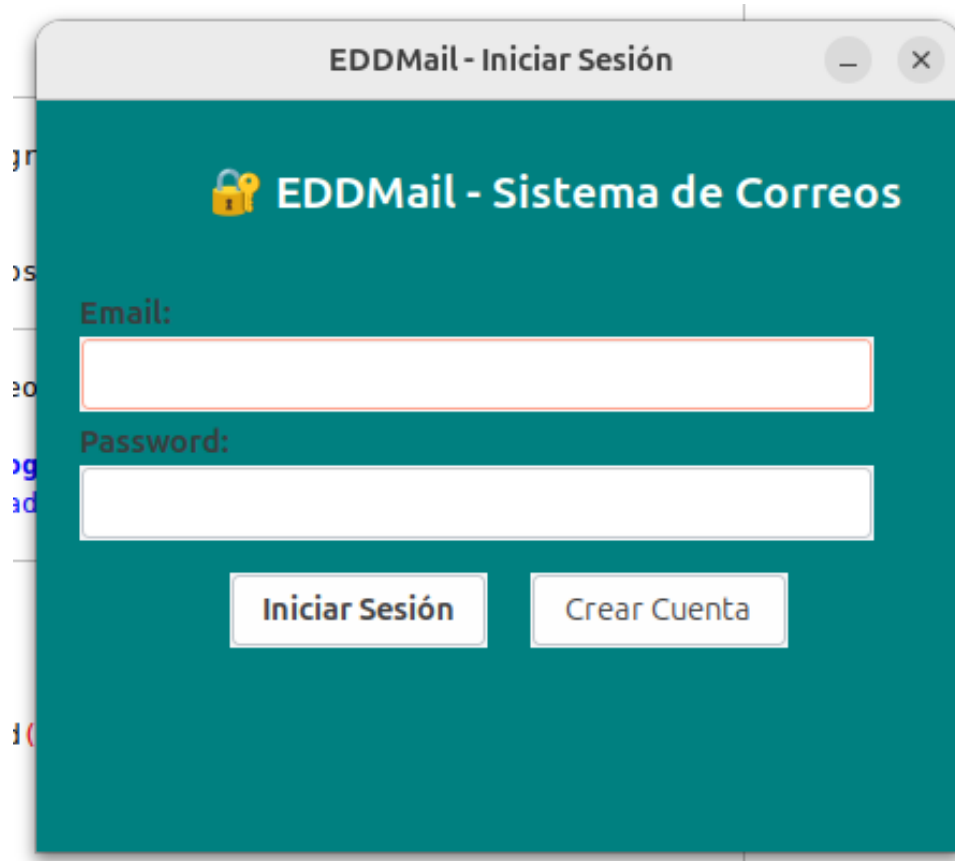 EDDMail - Iniciar Sesión
🔐 EDDMail - Sistema de Correos
Email:
Password:
Iniciar Sesión
Crear Cuenta